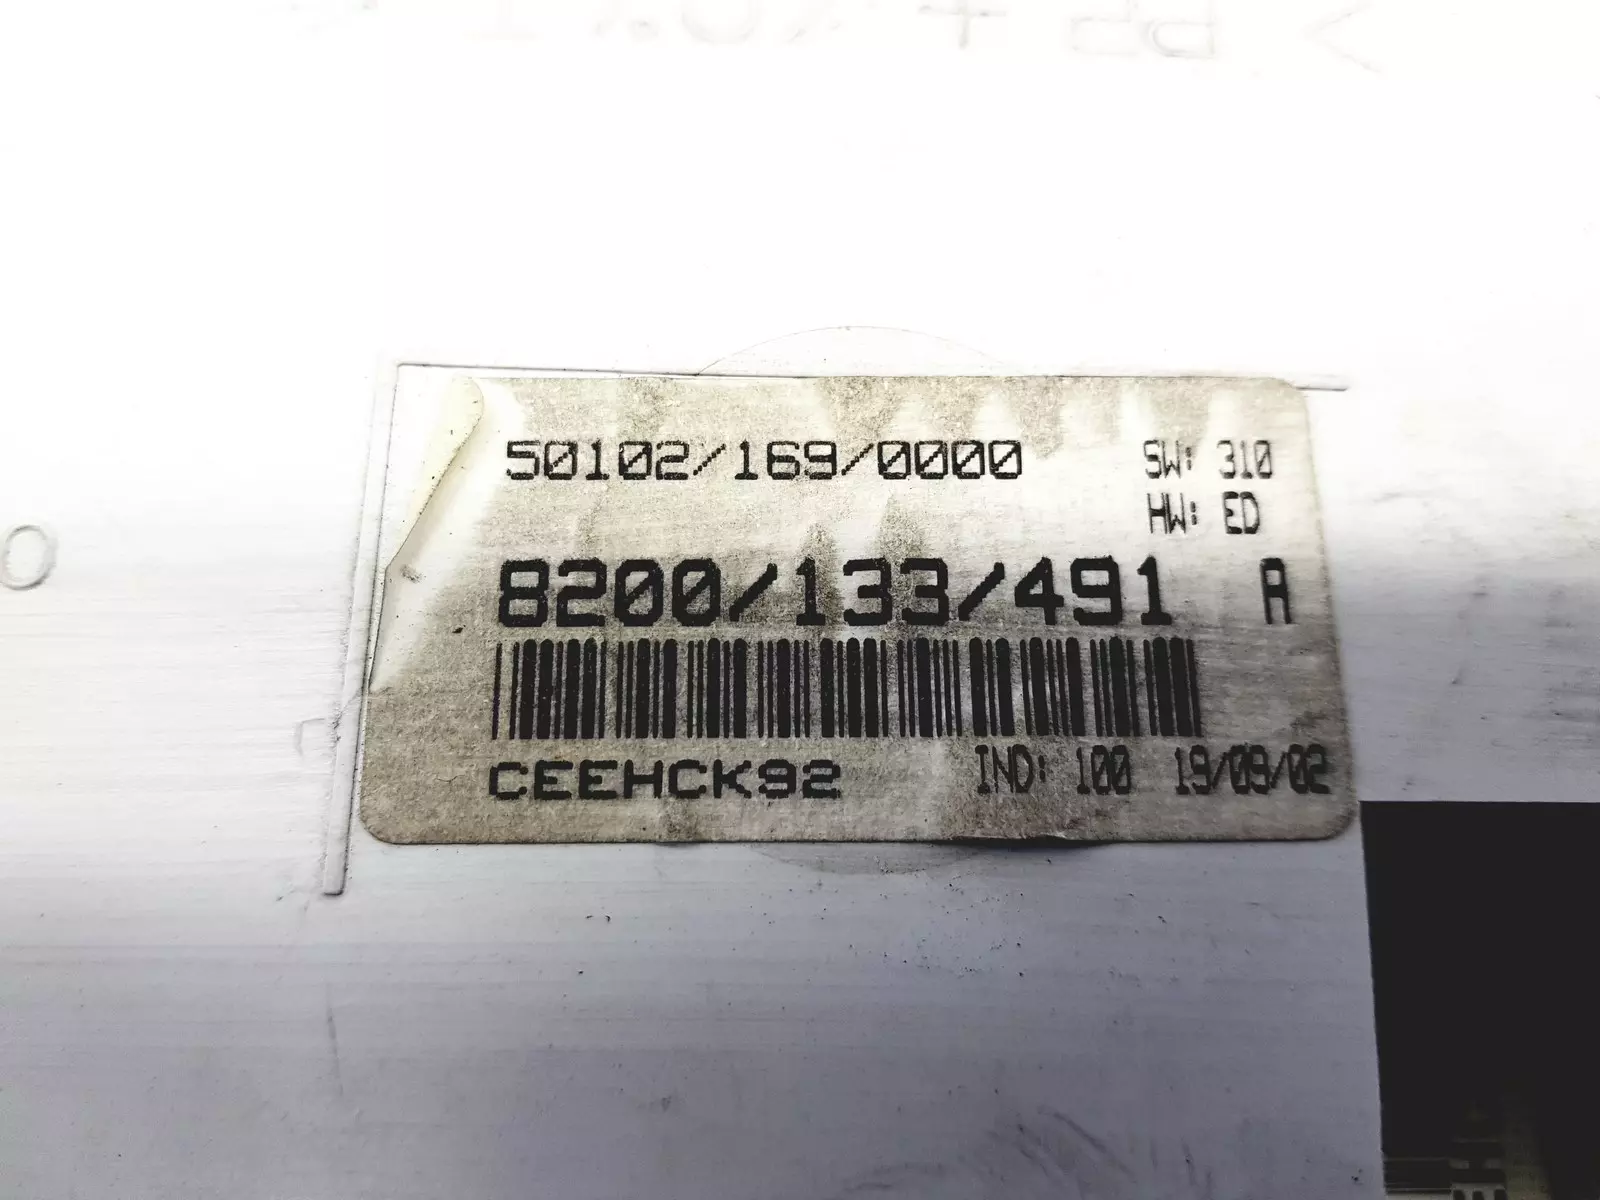 50102/169/0000 SW: 310
HW: ED
8200/133/491 A
CEEHCK92 IND: 100 19/09/02